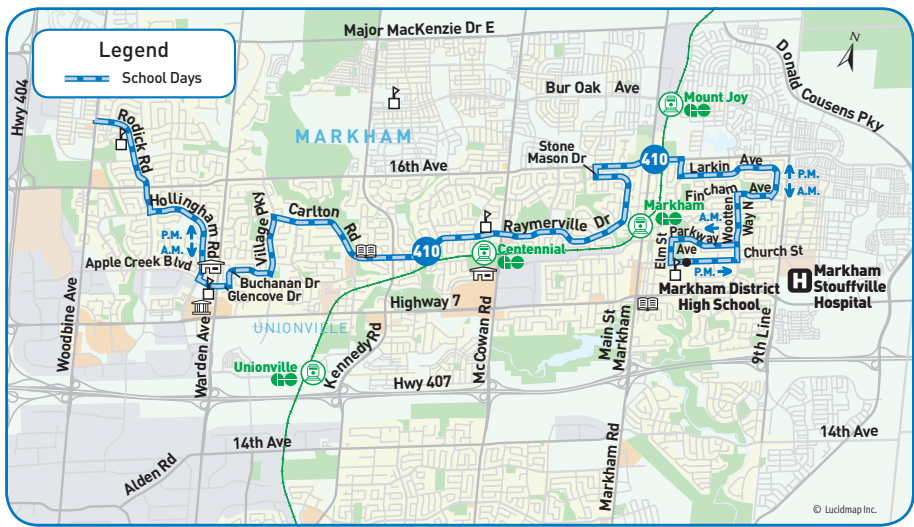 Legend
School Days
Major MacKenzie Dr E
Hwy 404
Rodick Rd
MARKHAM
Bur Oak Ave
Mount Joy
Donald Cousens Pky
N
Stone
Mason Dr
16th Ave
410
Larkin Ave
P.M.
A.M.
Fincham Ave
Hollingham Rd
Village Pky
Carlton Rd
Raymerville Dr
Markham
A.M.
Wootten
Way N
P.M.
A.M.
Parkway
Ave
Elm St
Church St
P.M.
Apple Creek Blvd
410
Centennial
Buchanan Dr
Glencove Dr
Markham District
High School
H
Markham
Stouffville
Hospital
Highway 7
UNIONVILLE
Woodbine Ave
Warden Ave
Unionville
Kennedy Rd
McCowan Rd
Main St
Markham
9th Line
Hwy 407
14th Ave
14th Ave
Alden Rd
Markham Rd
© Lucidmap Inc.